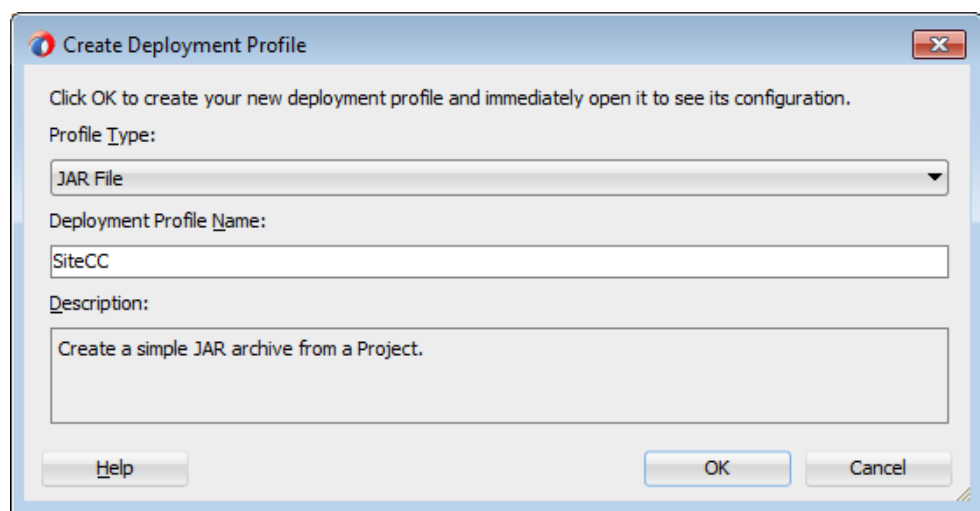 Create Deployment Profile
Click OK to create your new deployment profile and immediately open it to see its configuration.
Profile Type:
JAR File
Deployment Profile Name:
SiteCC
Description:
Create a simple JAR archive from a Project.
Help OK Cancel